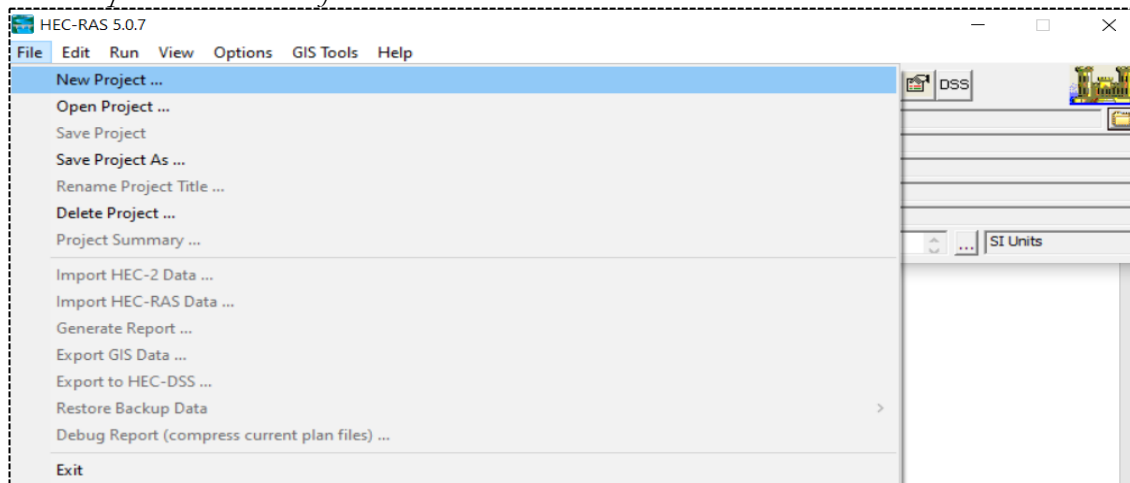 HEC-RAS 5.0.7
File Edit Run View Options GIS Tools Help
New Project ...
DSS
Open Project ...
Save Project
Save Project As ...
Rename Project Title ...
Delete Project ...
Project Summary ...
... SI Units
Import HEC-2 Data ...
Import HEC-RAS Data ...
Generate Report ...
Export GIS Data ...
Export to HEC-DSS ...
Restore Backup Data
Debug Report (compress current plan files) ...
Exit